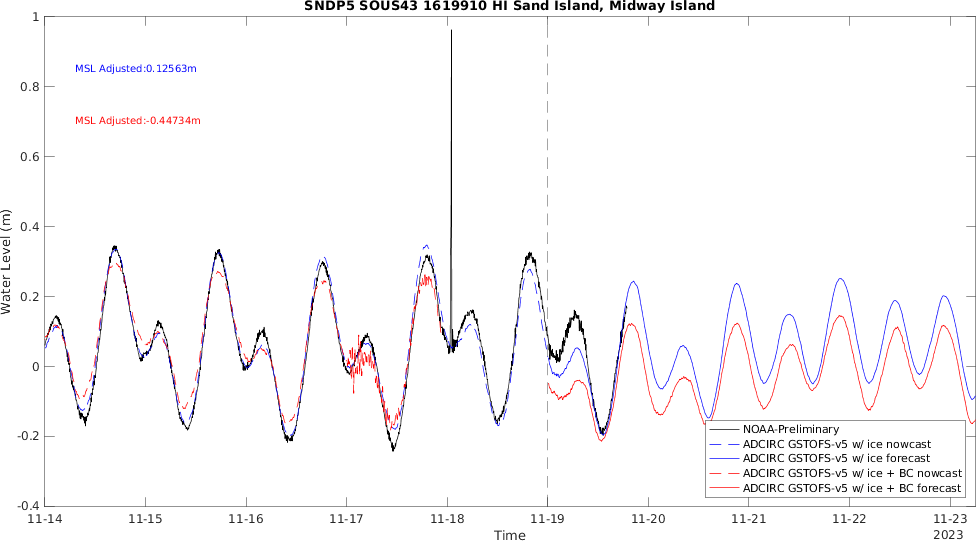 SNDP5 SOUS43 1619910 HI Sand Island, Midway Island
MSL Adjusted:0.12563m
MSL Adjusted:-0.44734m
Water Level (m)
1
0.8
0.6
0.4
0.2
0
-0.2
-0.4
NOAA-Preliminary
ADCIRC GSTOFS-v5 w/ ice nowcast
ADCIRC GSTOFS-v5 w/ ice forecast
ADCIRC GSTOFS-v5 w/ice + BC nowcast
ADCIRC GSTOFS-v5 w/ice + BC forecast
11-14 11-15 11-16 11-17 11-18 11-19 11-20 11-21 11-22 11-23
Time
2023